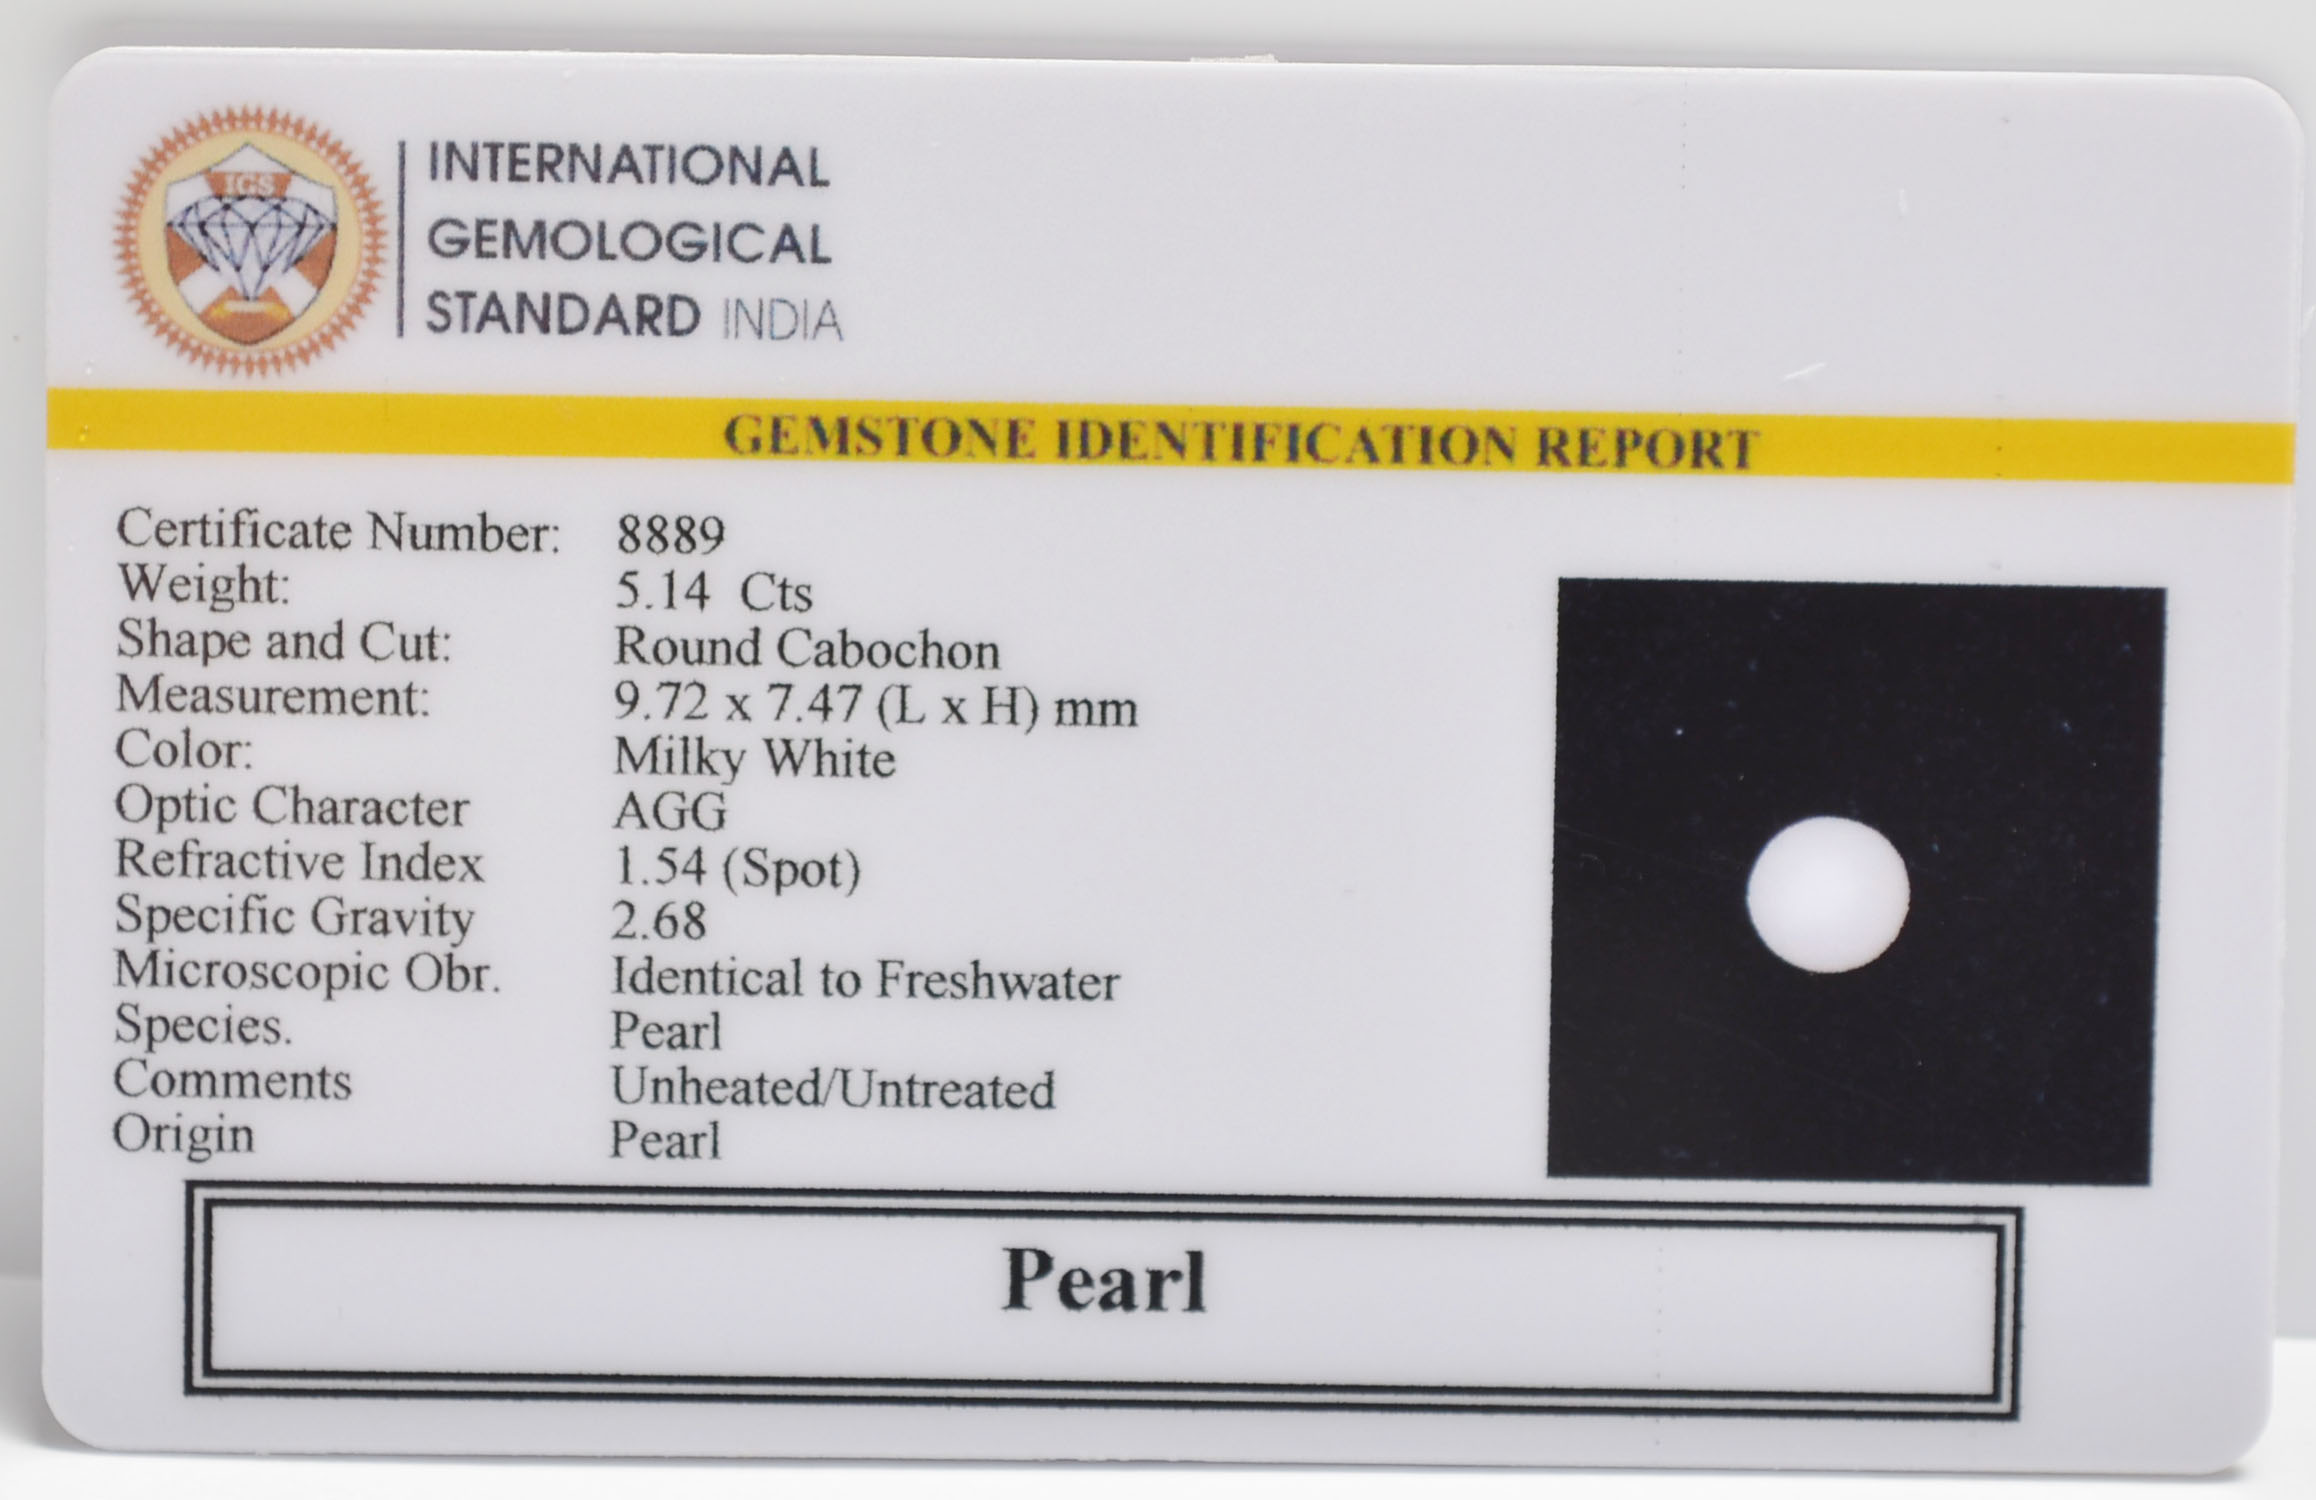 IGS
INTERNATIONAL
GEMOLOGICAL
STANDARD INDIA
GEMSTONE IDENTIFICATION REPORT
Certificate Number: 8889
Weight: 5.14 Cts
Shape and Cut: Round Cabochon
Measurement: 9.72 x 7.47 (L x H) mm
Color: Milky White
Optic Character AGG
Refractive Index 1.54 (Spot)
Specific Gravity 2.68
Microscopic Obr. Identical to Freshwater
Species. Pearl
Comments Unheated/Untreated
Origin Pearl
Pearl